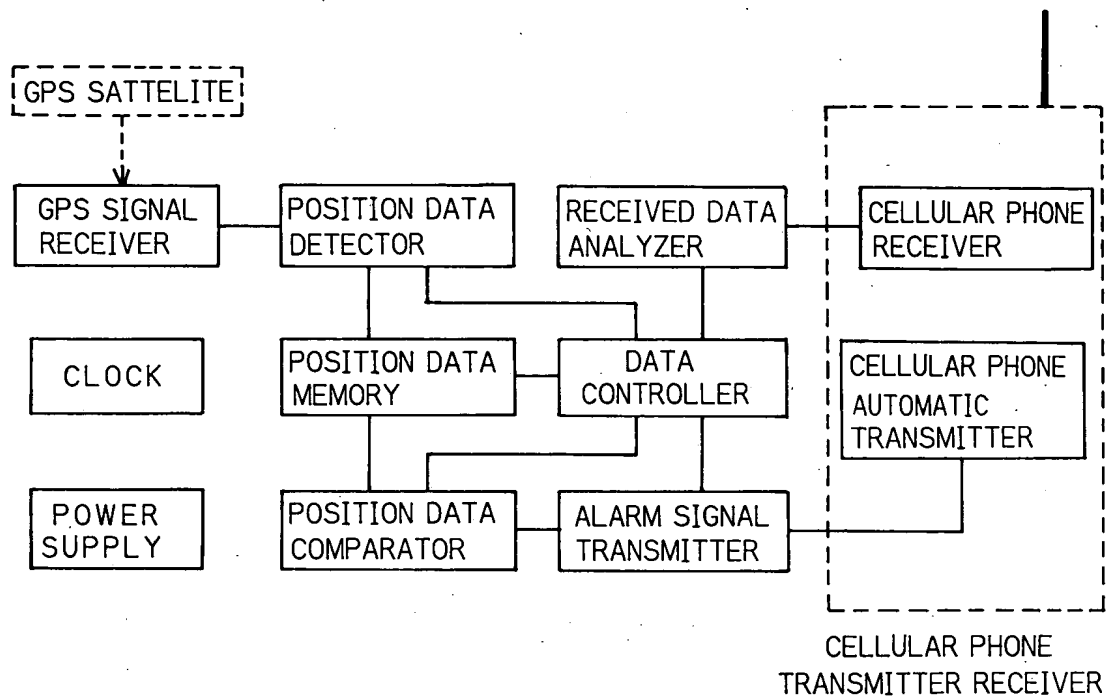 GPS SATTELITE
GPS SIGNAL
RECEIVER
POSITION DATA
DETECTOR
RECEIVED DATA
ANALYZER
CELLULAR PHONE
RECEIVER
CLOCK
POSITION DATA
MEMORY
DATA
CONTROLLER
CELLULAR PHONE
AUTOMATIC
TRANSMITTER
POWER
SUPPLY
POSITION DATA
COMPARATOR
ALARM SIGNAL
TRANSMITTER
CELLULAR PHONE
TRANSMITTER RECEIVER